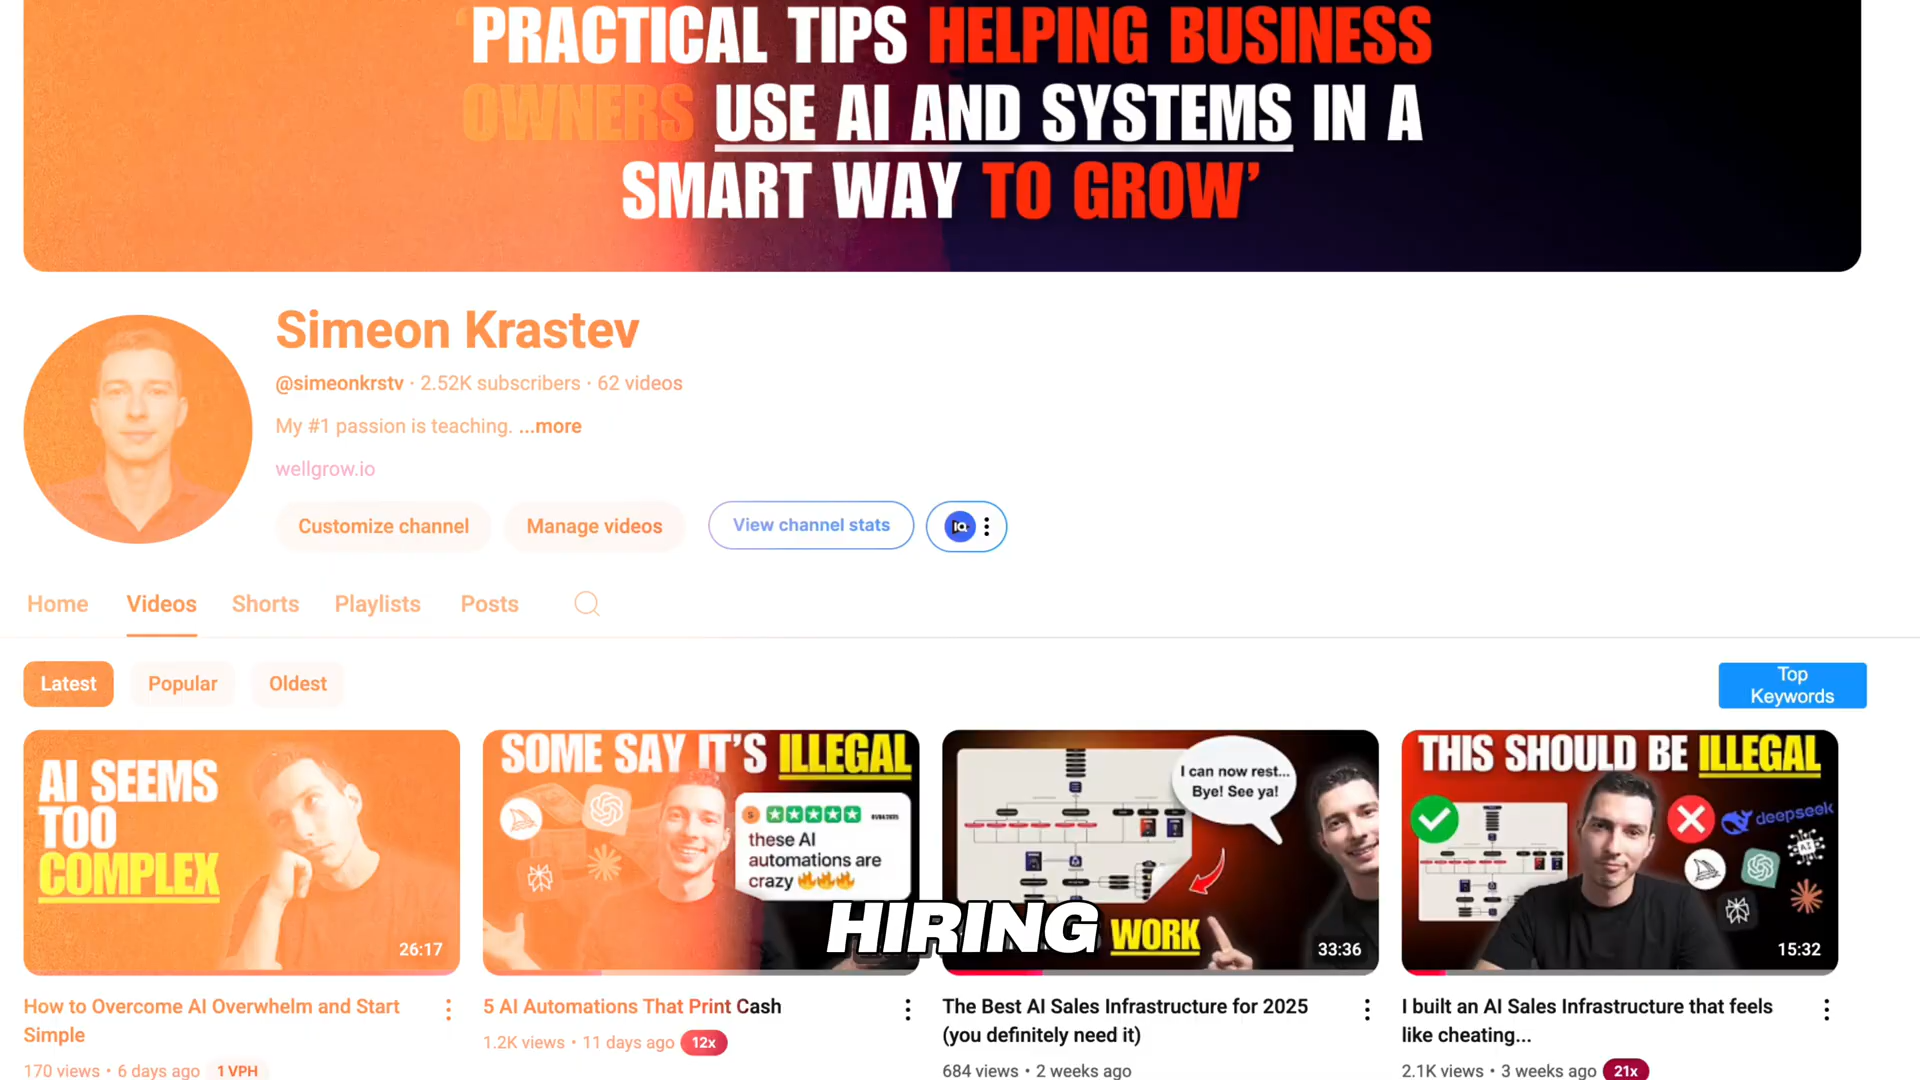 'PRACTICAL TIPS HELPING BUSINESS
OWNERS USE AI AND SYSTEMS IN A
SMART WAY TO GROW'
Simeon Krastev
@simeonkrstv · 2.52K subscribers · 62 videos
My #1 passion is teaching. ...more
wellgrow.io
Customize channel
Manage videos
View channel stats
IQ
Home
Videos
Shorts
Playlists
Posts
Latest
Popular
Oldest
Top
Keywords
AI SEEMS
TOO
COMPLEX
26:17
SOME SAY IT'S ILLEGAL
these AI
automations are
crazy 🔥🔥🔥
I can now rest...
Bye! See ya!
WORK
33:36
THIS SHOULD BE ILLEGAL
deepseek
AI
15:32
HIRING
How to Overcome AI Overwhelm and Start
Simple
170 views • 6 days ago 1 VPH
5 AI Automations That Print Cash
1.2K views • 11 days ago 12x
The Best AI Sales Infrastructure for 2025
(you definitely need it)
684 views • 2 weeks ago
I built an AI Sales Infrastructure that feels
like cheating...
2.1K views • 3 weeks ago 21x